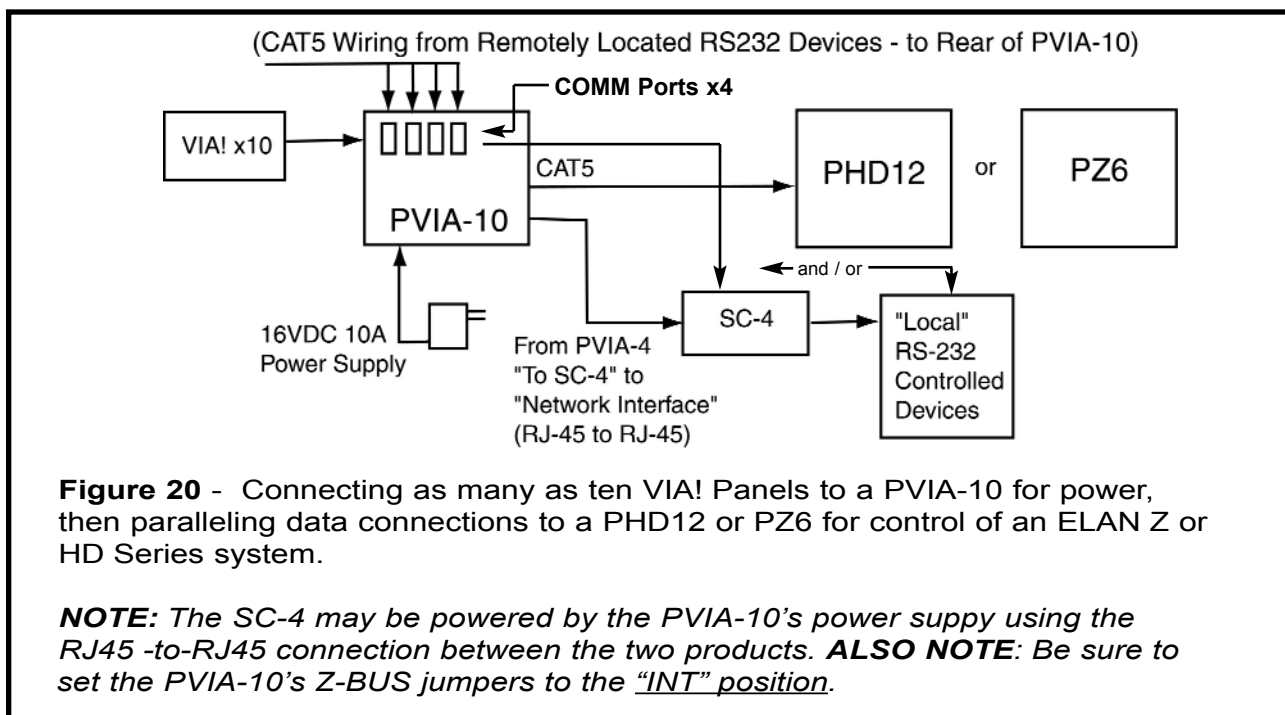 (CAT5 Wiring from Remotely Located RS232 Devices - to Rear of PVIA-10)
COMM Ports x4
VIA! x10
CAT5
PVIA-10
PHD12
or
PZ6
and / or
16VDC 10A
Power Supply
From PVIA-4
"To SC-4" to
"Network Interface"
(RJ-45 to RJ-45)
SC-4
"Local"
RS-232
Controlled
Devices
Figure 20 - Connecting as many as ten VIA! Panels to a PVIA-10 for power,
then paralleling data connections to a PHD12 or PZ6 for control of an ELAN Z or
HD Series system.
NOTE: The SC-4 may be powered by the PVIA-10’s power suppy using the
RJ45 -to-RJ45 connection between the two products. ALSO NOTE: Be sure to
set the PVIA-10’s Z-BUS jumpers to the “INT” position.